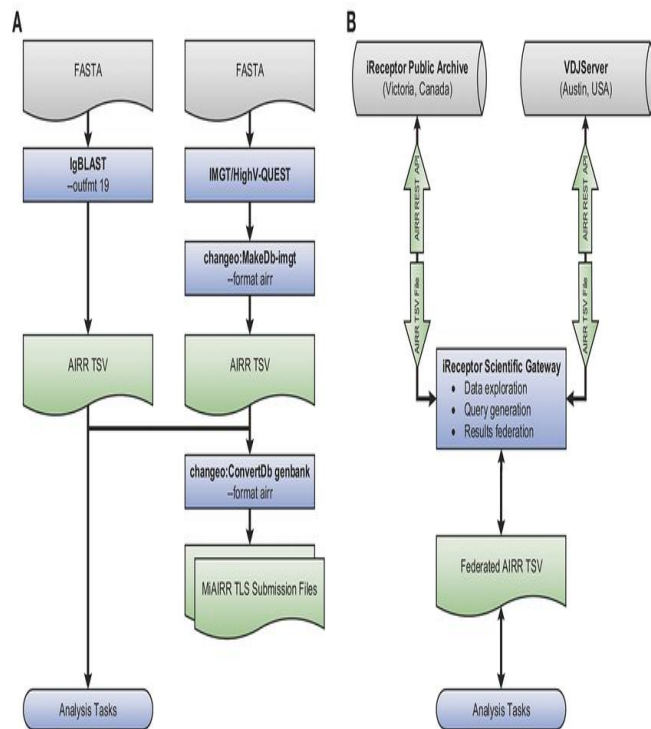 A
FASTA
IgBLAST
–outfmt 19
AIRR TSV
FASTA
IMGT/HighV-QUEST
changeo:MakeDb-imgt
--format airr
AIRR TSV
changeo:ConvertDb genbank
--format airr
MiAIRR TLS Submission Files
Analysis Tasks
B
iReceptor Public Archive
(Victoria, Canada)
VDJServer
(Austin, USA)
AIRR REST API
AIRR TSV File
AIRR REST API
AIRR TSV File
iReceptor Scientific Gateway
• Data exploration
• Query generation
• Results federation
Federated AIRR TSV
Analysis Tasks